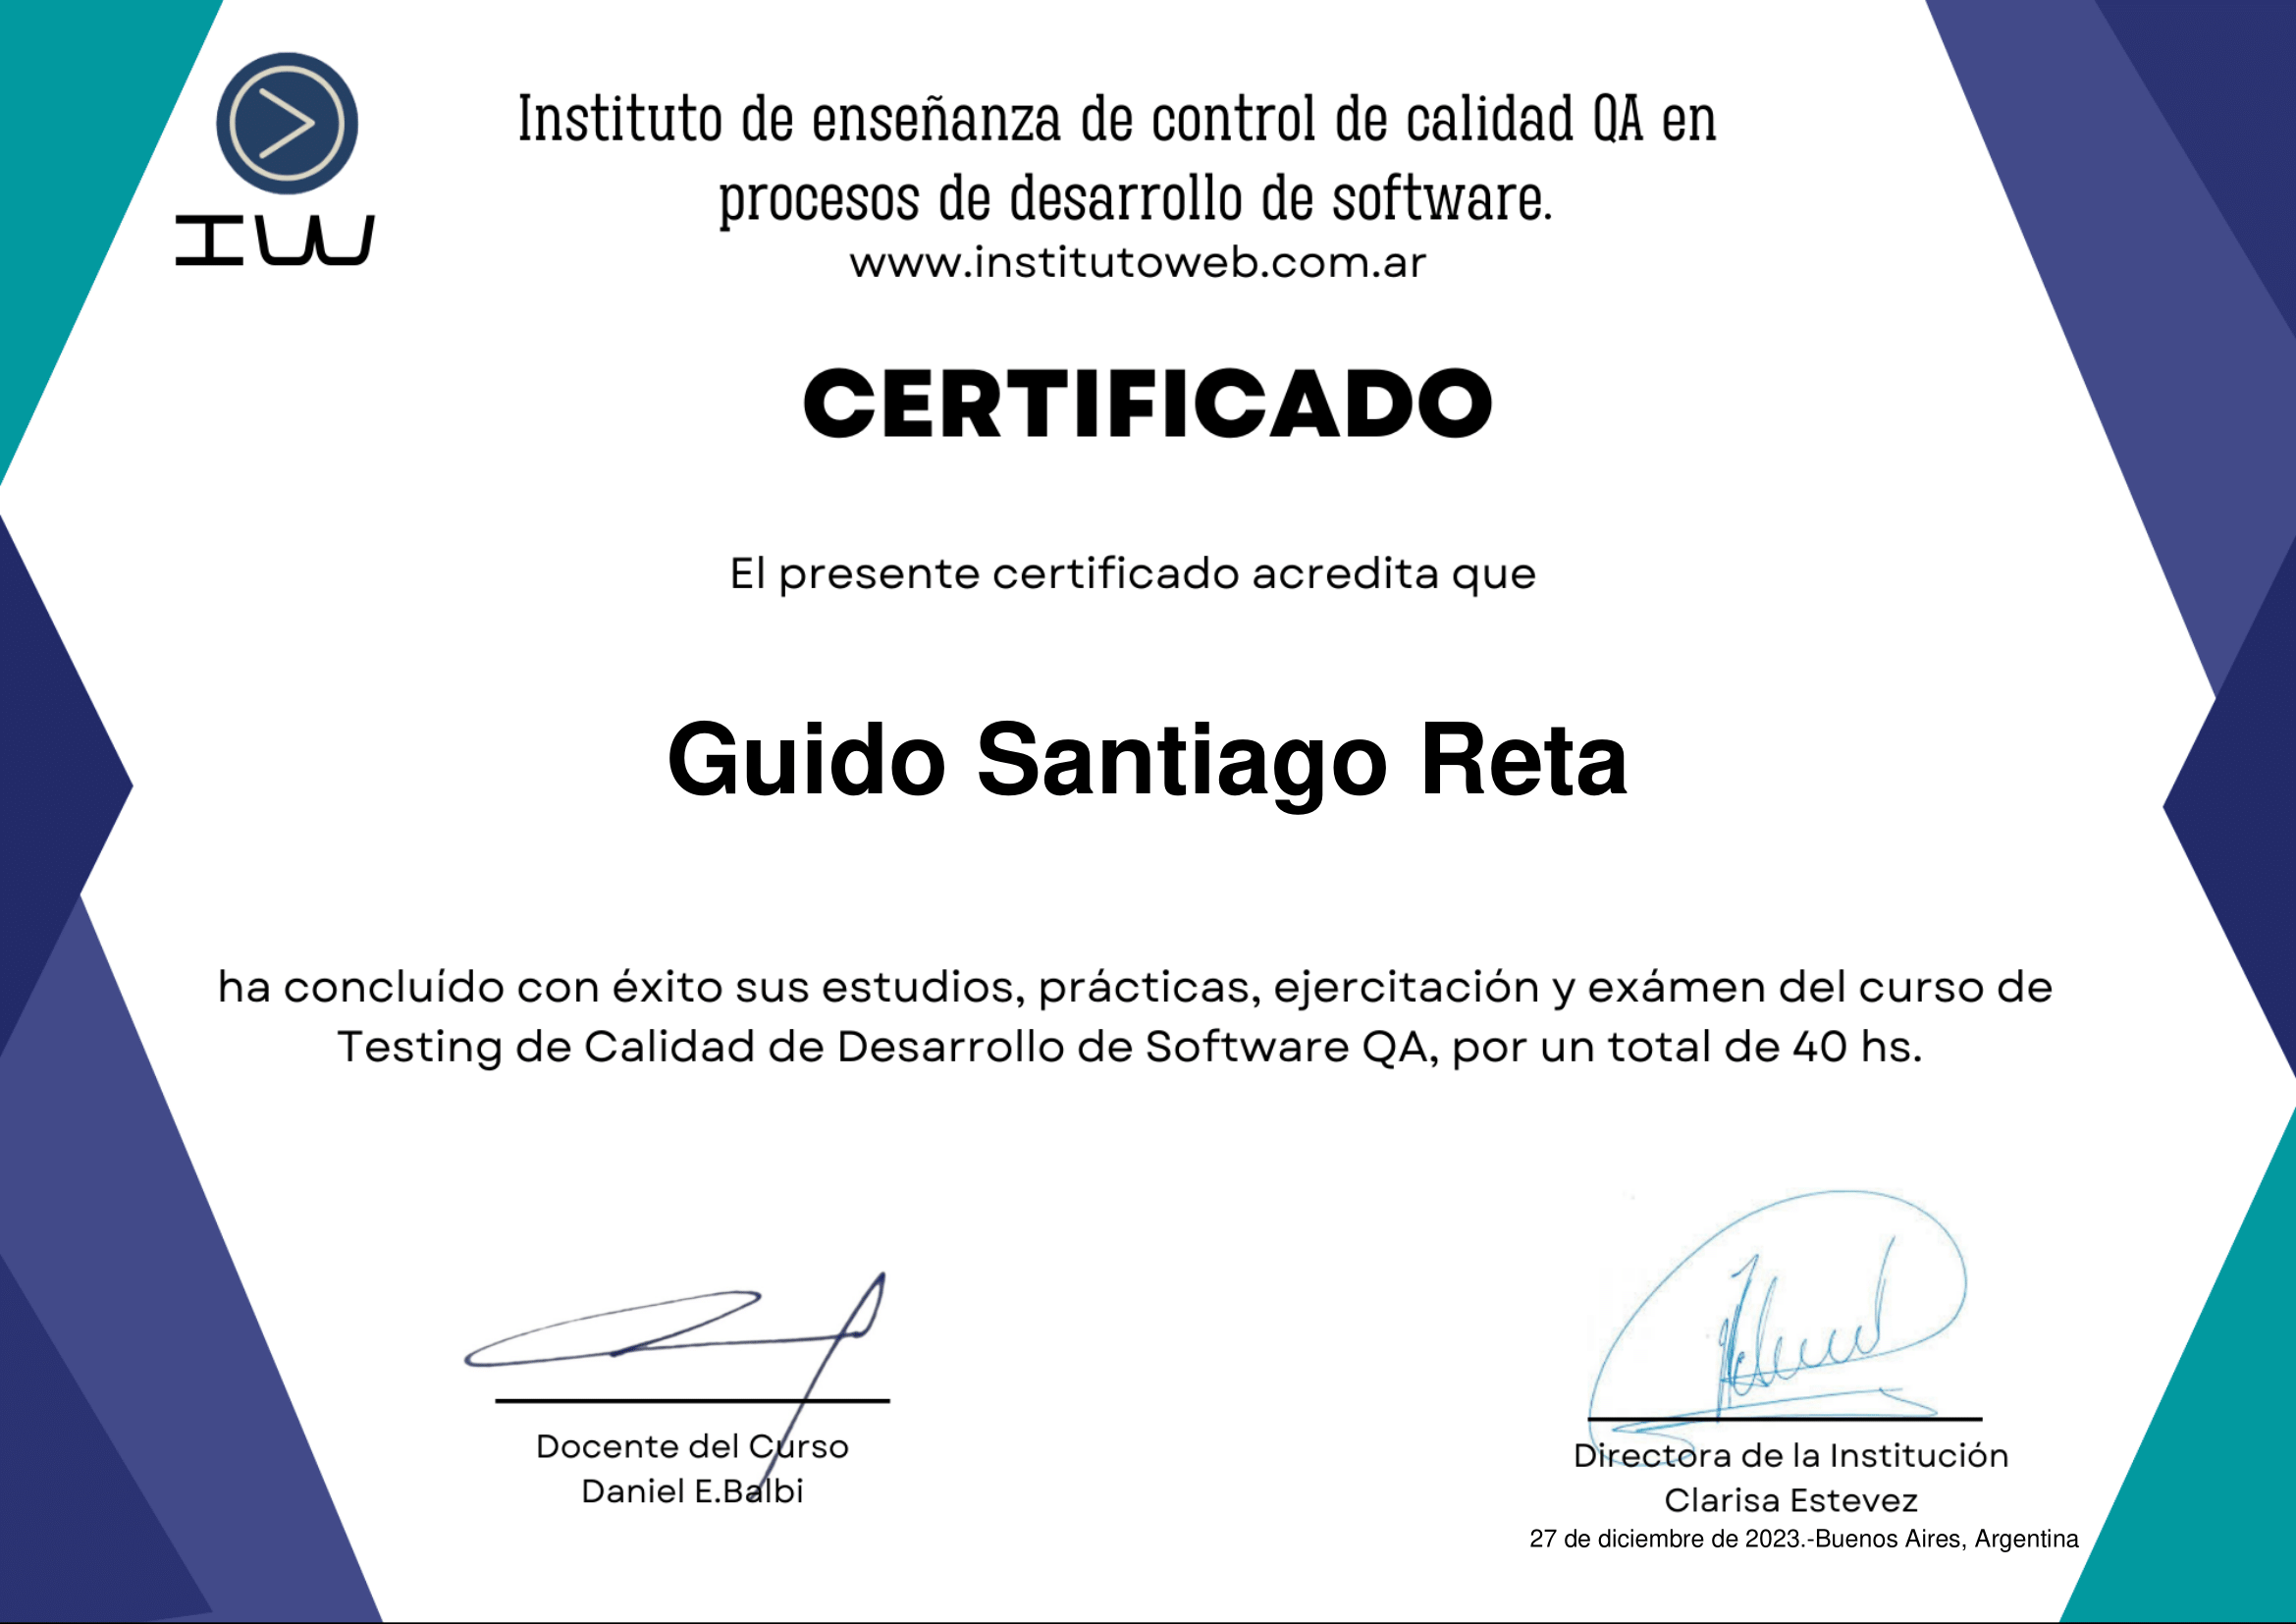 IW
Instituto de enseñanza de control de calidad QA en
procesos de desarrollo de software.
www.institutoweb.com.ar
CERTIFICADO
El presente certificado acredita que
Guido Santiago Reta
ha concluído con éxito sus estudios, prácticas, ejercitación y exámen del curso de
Testing de Calidad de Desarrollo de Software QA, por un total de 40 hs.
Docente del Curso
Daniel E.Balbi
Directora de la Institución
Clarisa Estevez
27 de diciembre de 2023.-Buenos Aires, Argentina